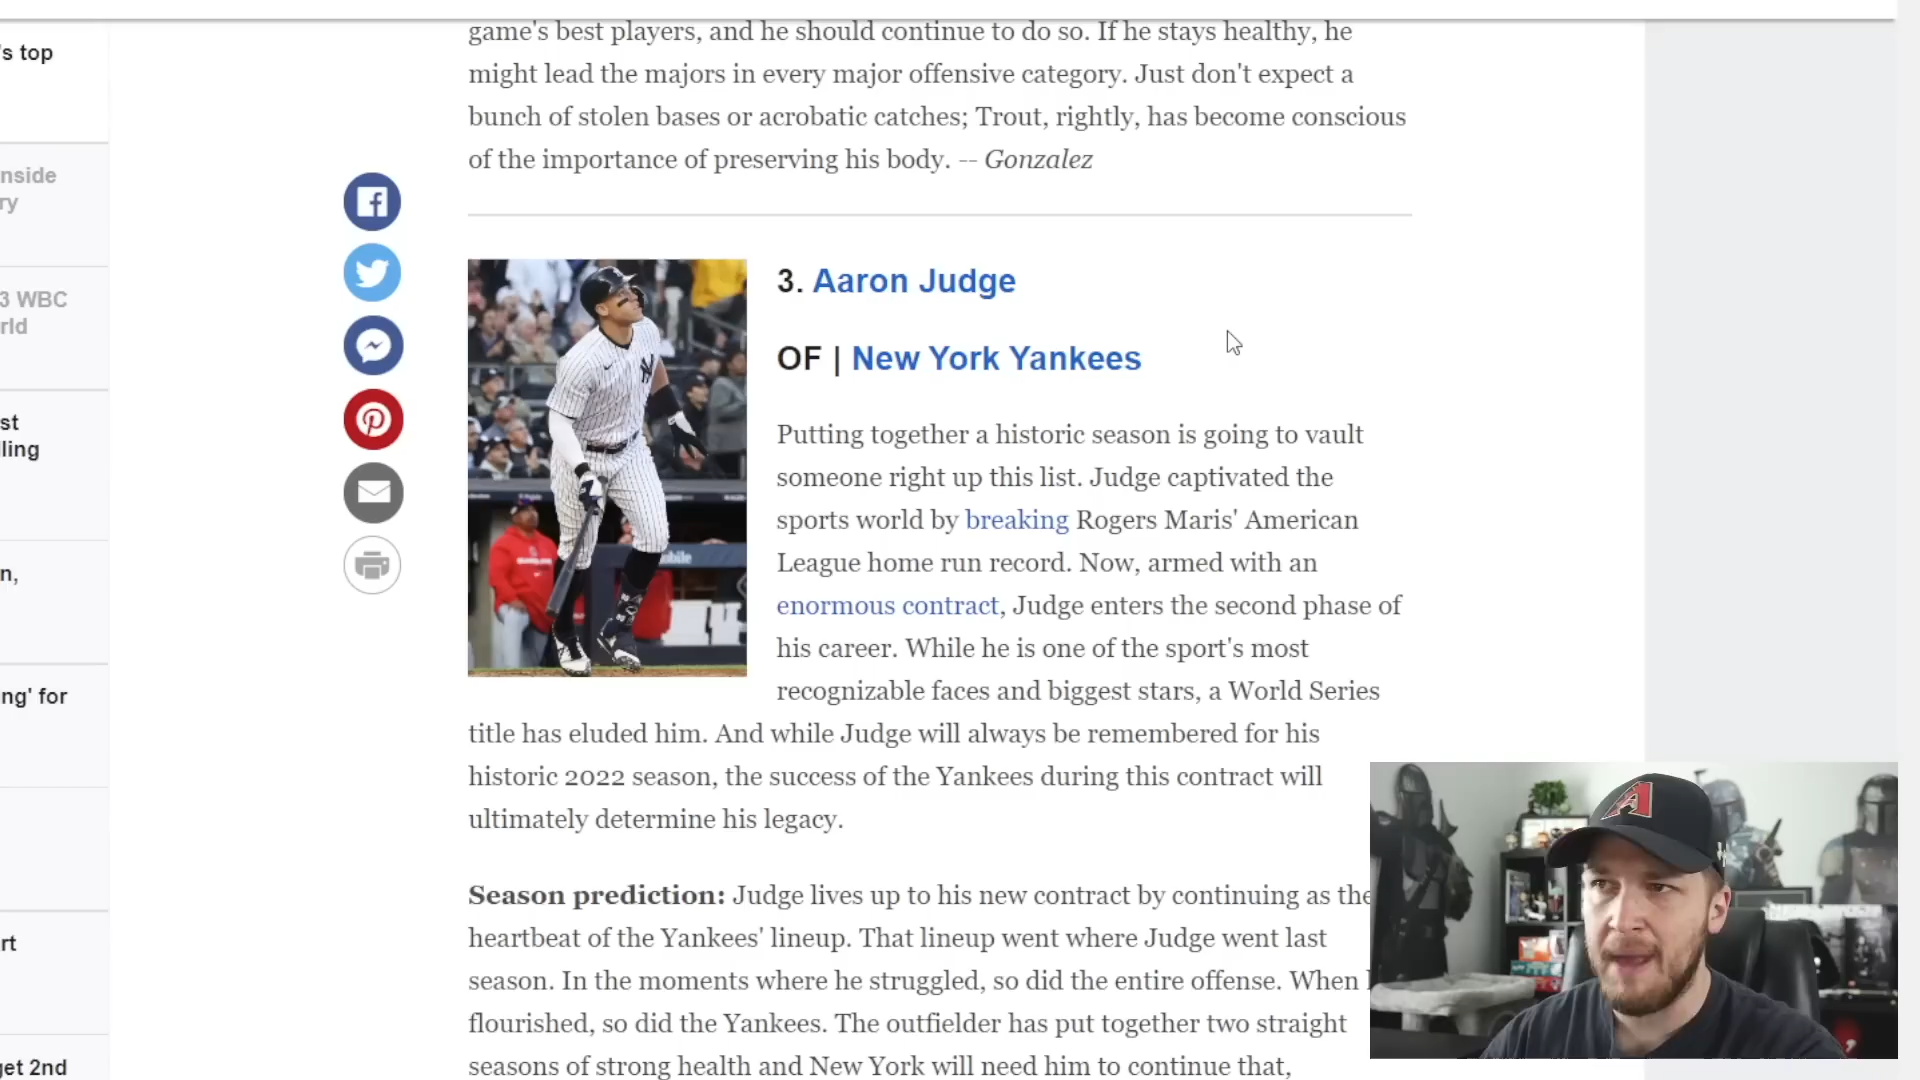 's top
nside
ry
3 WBC
rld
st
lling
n,
ng' for
rt
get 2nd
game's best players, and he should continue to do so. If he stays healthy, he
might lead the majors in every major offensive category. Just don't expect a
bunch of stolen bases or acrobatic catches; Trout, rightly, has become conscious
of the importance of preserving his body. -- Gonzalez
3. Aaron Judge
OF | New York Yankees
Putting together a historic season is going to vault
someone right up this list. Judge captivated the
sports world by breaking Rogers Maris' American
League home run record. Now, armed with an
enormous contract, Judge enters the second phase of
his career. While he is one of the sport's most
recognizable faces and biggest stars, a World Series
title has eluded him. And while Judge will always be remembered for his
historic 2022 season, the success of the Yankees during this contract will
ultimately determine his legacy.
Season prediction: Judge lives up to his new contract by continuing as the
heartbeat of the Yankees' lineup. That lineup went where Judge went last
season. In the moments where he struggled, so did the entire offense. When
flourished, so did the Yankees. The outfielder has put together two straight
seasons of strong health and New York will need him to continue that,